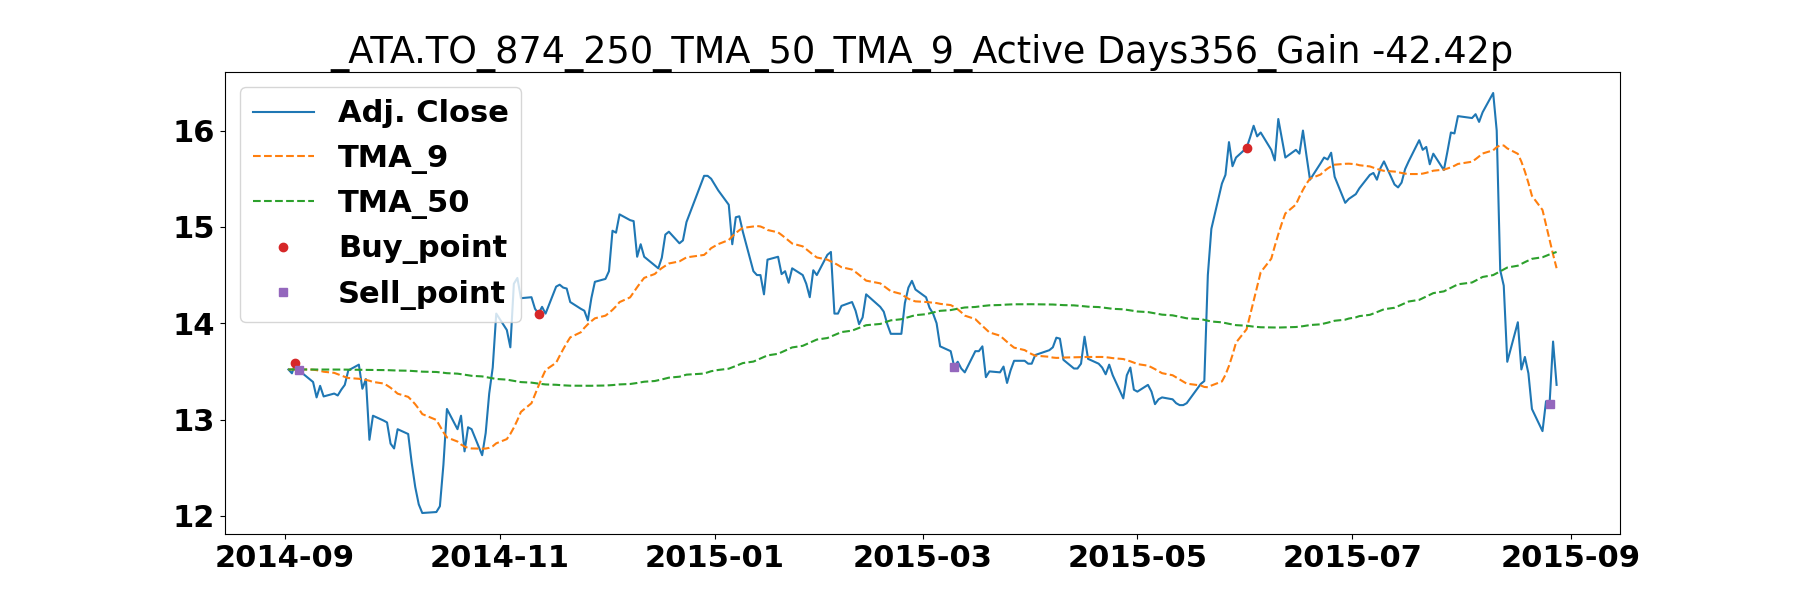 _ATA.TO_874_250_TMA_50_TMA_9_Active Days356_Gain -42.42p
Adj. Close
TMA_9
TMA_50
Buy_point
Sell_point
16
15
14
13
12
2014-09 2014-11 2015-01 2015-03 2015-05 2015-07 2015-09